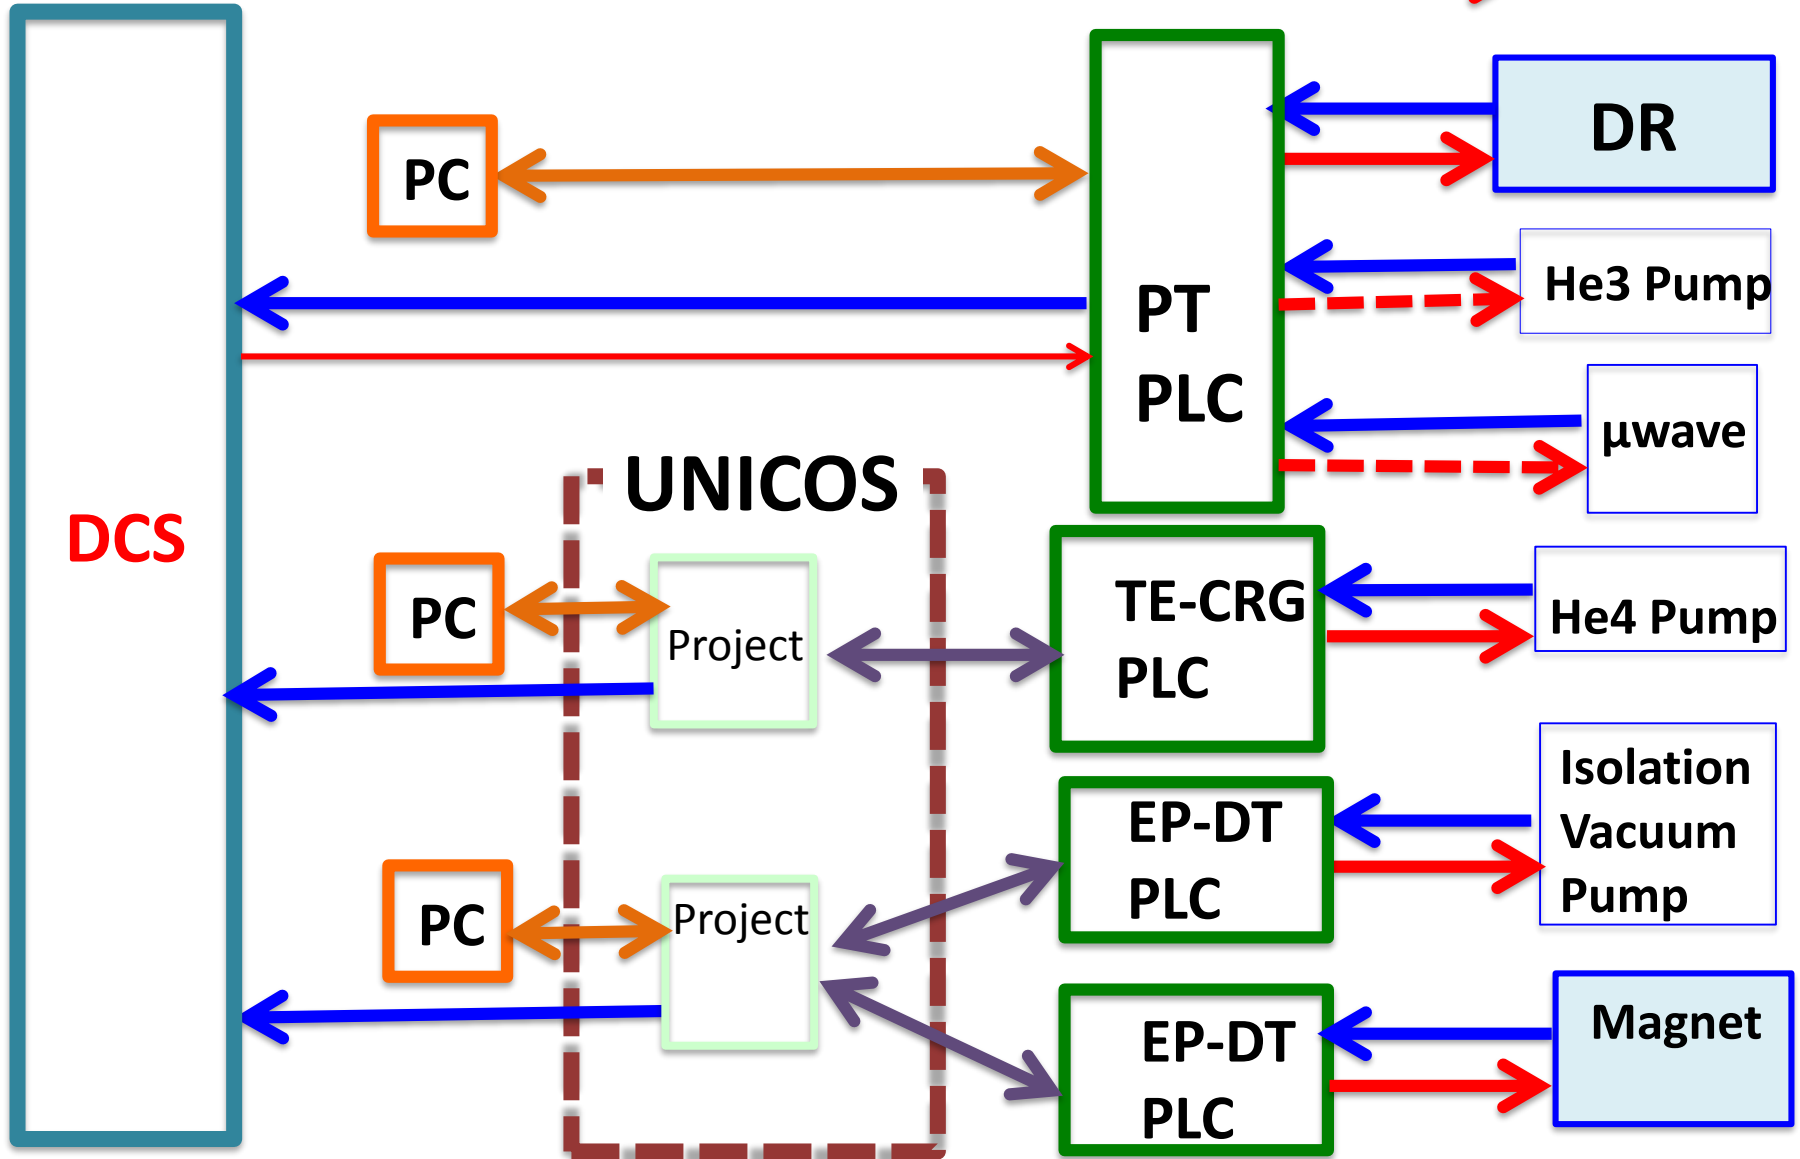 DCS
PC
PT
PLC
DR
He3 Pump
µwave
UNICOS
PC
Project
TE-CRG
PLC
He4 Pump
PC
Project
EP-DT
PLC
Isolation
Vacuum
Pump
EP-DT
PLC
Magnet